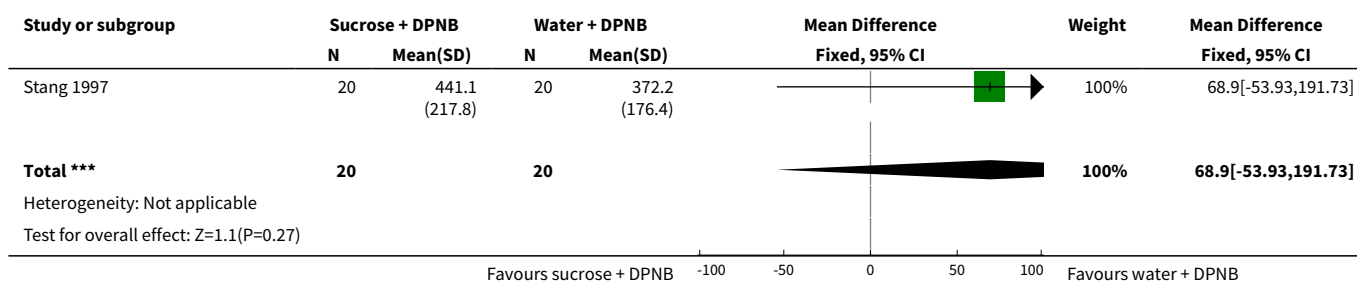 Study or subgroup Sucrose + DPNB Water + DPNB Mean Difference Weight Mean Difference
N Mean(SD) N Mean(SD) Fixed, 95% CI Fixed, 95% CI
Stang 1997 20 441.1 20 372.2 100% 68.9[-53.93,191.73]
(217.8) (176.4)
Total *** 20 20 100% 68.9[-53.93,191.73]
Heterogeneity: Not applicable
Test for overall effect: Z=1.1(P=0.27)
Favours sucrose + DPNB -100 -50 0 50 100 Favours water + DPNB